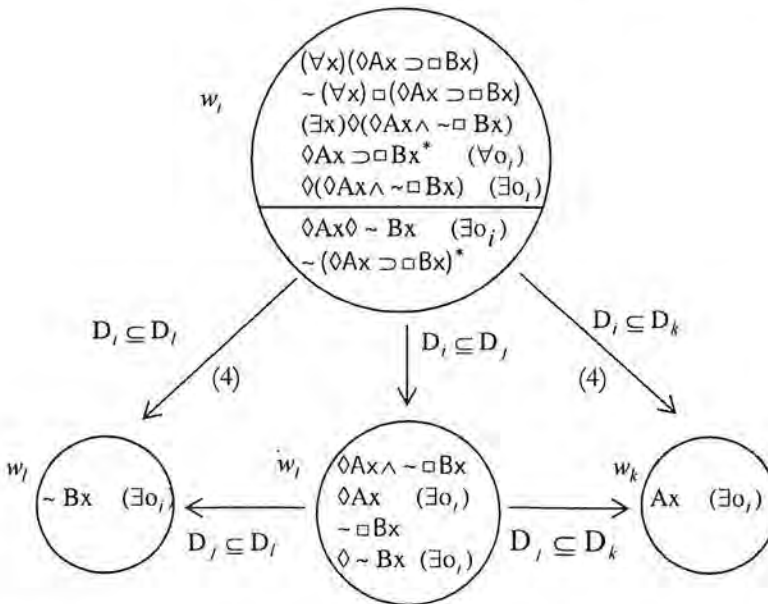 (∀x)(◊Ax ⊃ □Bx)
~ (∀x) □(◊Ax ⊃ □Bx)
(∃x)◊(◊Ax ∧ ~□ Bx)
w_i
◊Ax ⊃ □Bx* (∀o_i)
◊(◊Ax ∧ ~□ Bx) (∃o_i)
◊Ax◊ ~ Bx (∃o_i)
~ (◊Ax ⊃ □Bx)*
D_i ⊆ D_l
D_i ⊆ D_j
D_i ⊆ D_k
(4)
(4)
w_l
~ Bx (∃o_i)
w_i
◊Ax ∧ ~□Bx
◊Ax (∃o_i)
~ □Bx
◊ ~ Bx (∃o_i)
w_k
Ax (∃o_i)
D_j ⊆ D_l
D_j ⊆ D_k